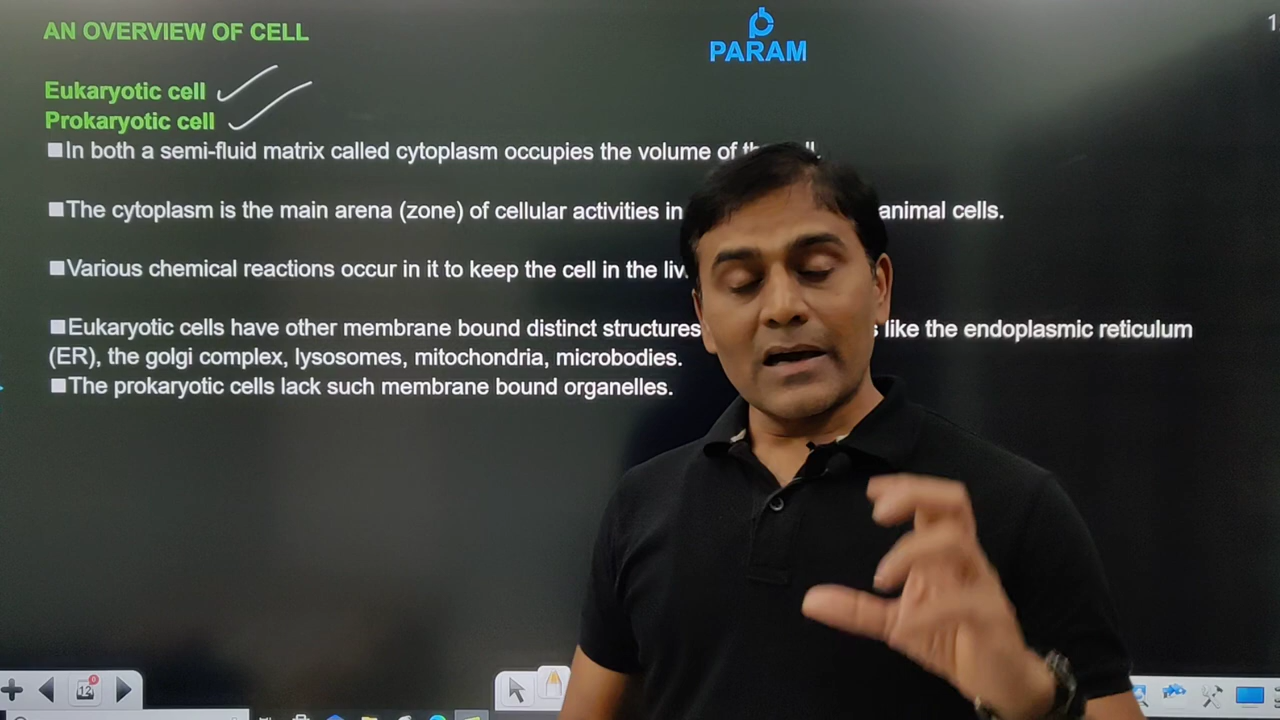 AN OVERVIEW OF CELL
PARAM
1
Eukaryotic cell
Prokaryotic cell
■In both a semi-fluid matrix called cytoplasm occupies the volume of
■The cytoplasm is the main arena (zone) of cellular activities in animal cells.
■Various chemical reactions occur in it to keep the cell in the
■Eukaryotic cells have other membrane bound distinct structures like the endoplasmic reticulum
(ER), the golgi complex, lysosomes, mitochondria, microbodies.
■The prokaryotic cells lack such membrane bound organelles.
12